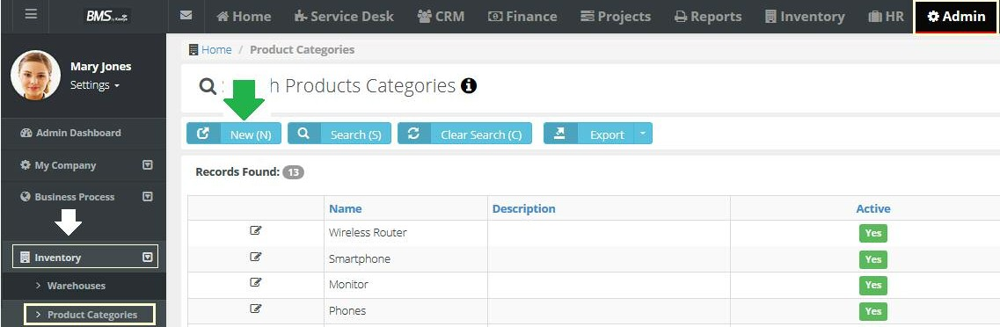 BMS
Home
Service Desk
CRM
Finance
Projects
Reports
Inventory
HR
Admin
Mary Jones
Settings
Admin Dashboard
My Company
Business Process
Inventory
Warehouses
Product Categories
Home / Product Categories
Products Categories
New (N)
Search (S)
Clear Search (C)
Export
Records Found: 13
Name Description Active
Wireless Router Yes
Smartphone Yes
Monitor Yes
Phones Yes